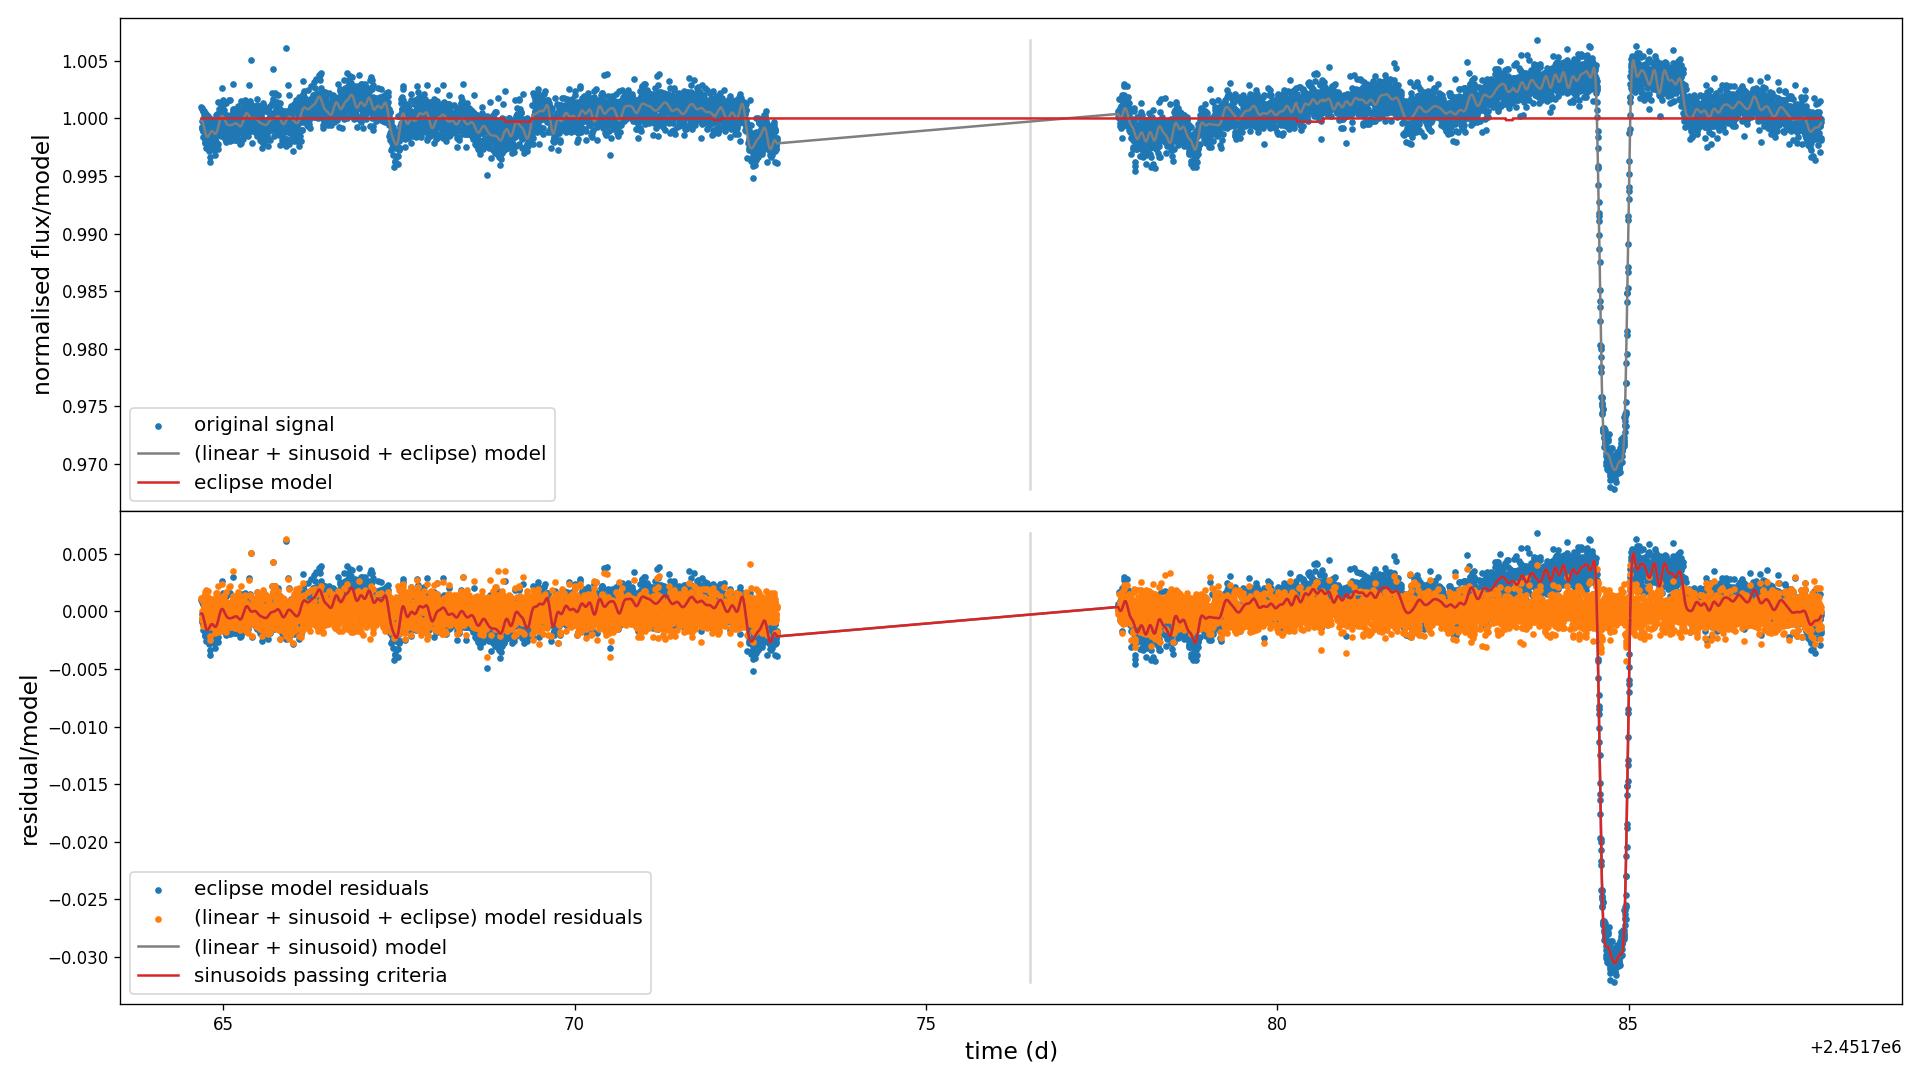 normalised flux/model
1.005
1.000
0.995
0.990
0.985
0.980
0.975
0.970
original signal
(linear + sinusoid + eclipse) model
eclipse model
residual/model
0.005
0.000
−0.005
−0.010
−0.015
−0.020
−0.025
−0.030
eclipse model residuals
(linear + sinusoid + eclipse) model residuals
(linear + sinusoid) model
sinusoids passing criteria
65 70 75 80 85
time (d)
+2.4517e6